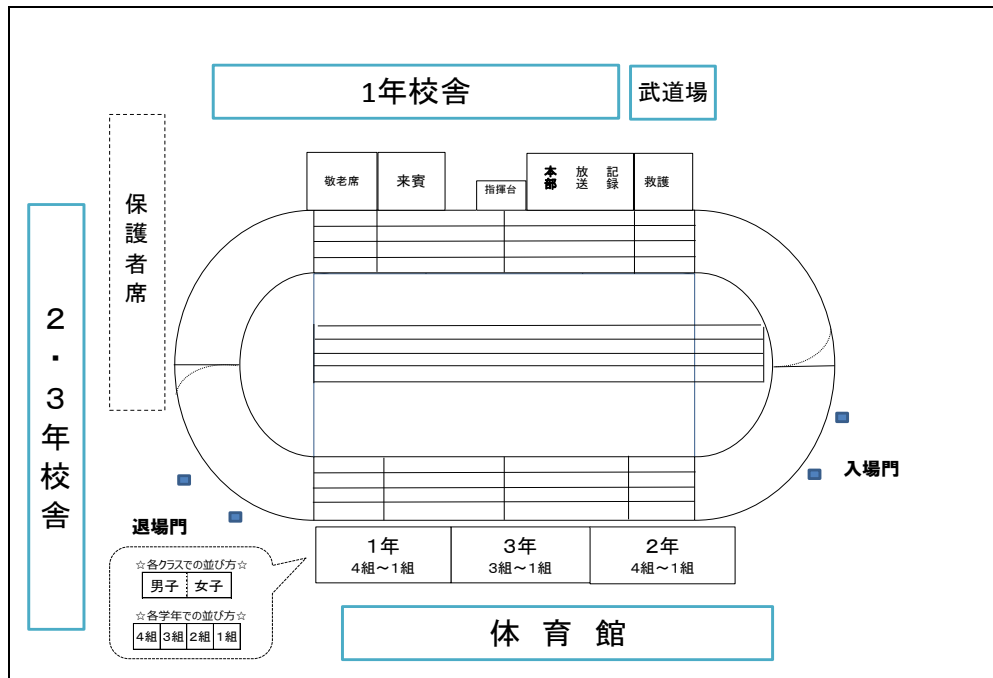 1年校舎
武道場
敬老席
来賓
指揮台
本部
放送
記録
救護
保護者席
２・３年校舎
入場門
退場門
1年
4組～1組
3年
3組～1組
2年
4組～1組
☆各クラスでの並び方☆
男子 女子
☆各学年での並び方☆
4組 3組 2組 1組
体育館